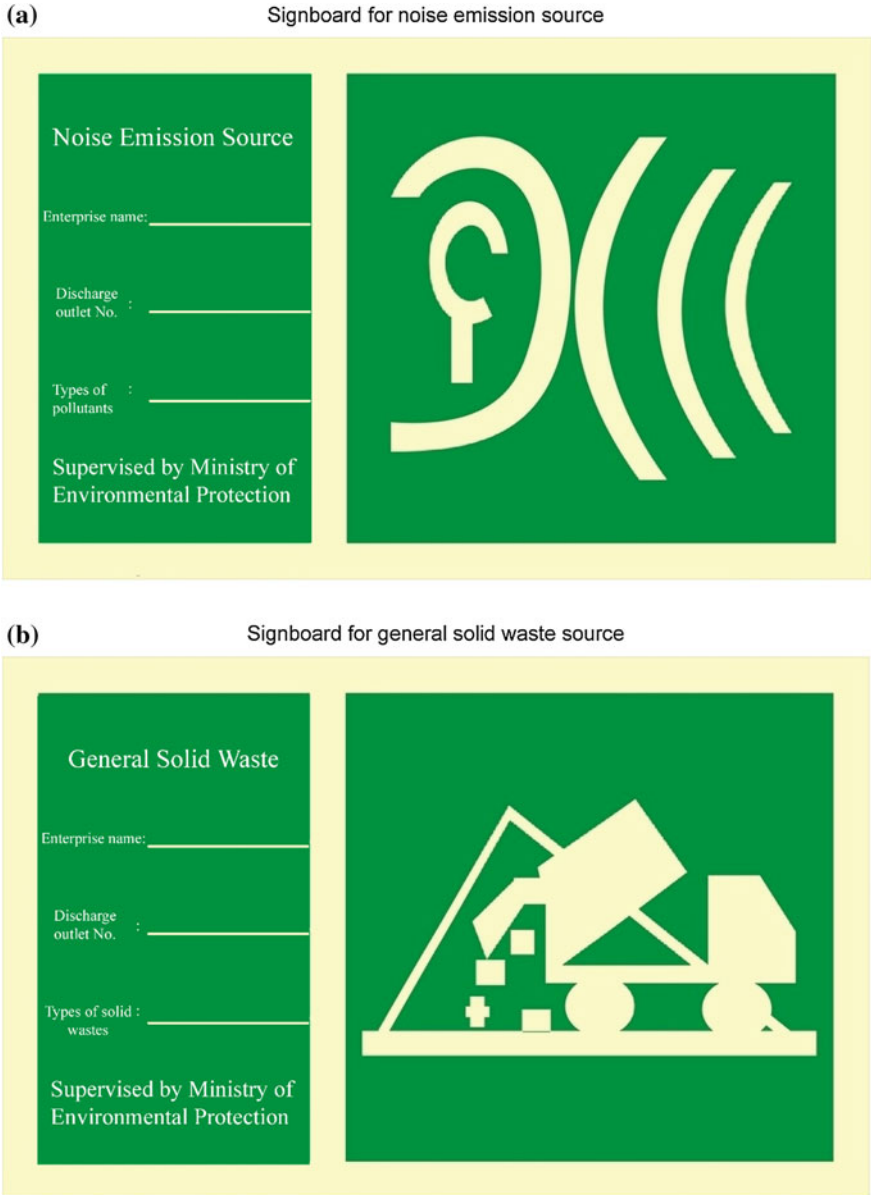 (a)
Signboard for noise emission source
Noise Emission Source
Enterprise name:
Discharge
outlet No. :
Types of :
pollutants
Supervised by Ministry of
Environmental Protection
(b)
Signboard for general solid waste source
General Solid Waste
Enterprise name:
Discharge
outlet No. :
Types of solid :
wastes
Supervised by Ministry of
Environmental Protection